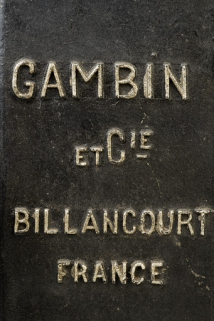 GAMBIN
ET CIE
BILLANCOURT
FRANCE